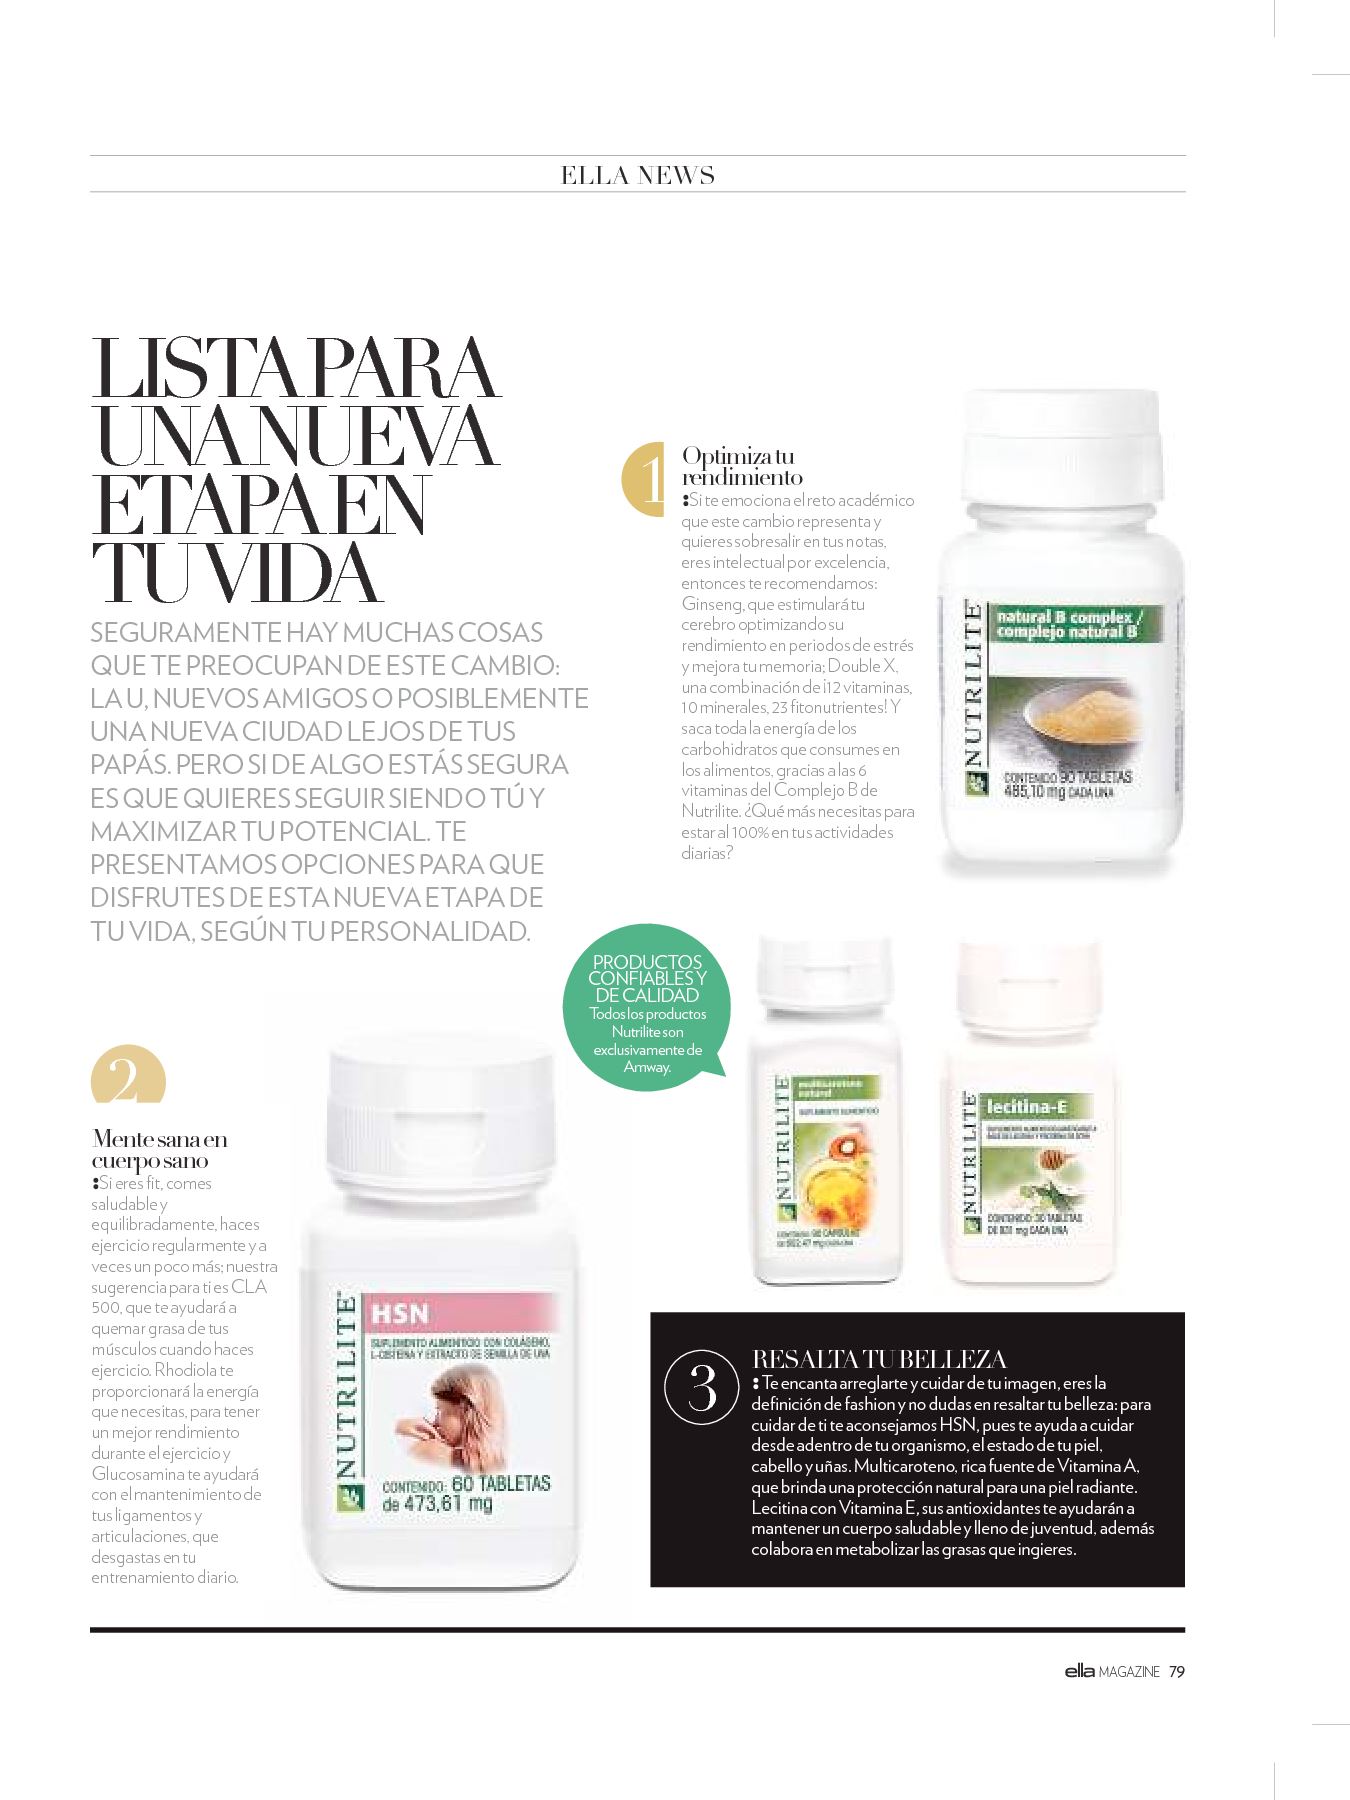 ELLA NEWS
LISTA PARA
UNA NUEVA
ETAPA EN
TU VIDA
SEGURAMENTE HAY MUCHAS COSAS
QUE TE PREOCUPAN DE ESTE CAMBIO:
LA U, NUEVOS AMIGOS O POSIBLEMENTE
UNA NUEVA CIUDAD LEJOS DE TUS
PAPÁS. PERO SI DE ALGO ESTÁS SEGURA
ES QUE QUIERES SEGUIR SIENDO TÚ Y
MAXIMIZAR TU POTENCIAL. TE
PRESENTAMOS OPCIONES PARA QUE
DISFRUTES DE ESTA NUEVA ETAPA DE
TU VIDA, SEGÚN TU PERSONALIDAD.
1
Optimiza tu
rendimiento
Si te emociona el reto académico
que este cambio representa y
quieres sobresalir en tus notas,
eres intelectual por excelencia,
entonces te recomendamos:
Ginseng, que estimulará tu
cerebro optimizando su
rendimiento en periodos de estrés
y mejora tu memoria; Double X,
una combinación de ¡12 vitaminas,
10 minerales, 23 fitonutrientes! Y
saca toda la energía de los
carbohidratos que consumes en
los alimentos, gracias a las 6
vitaminas del Complejo B de
Nutrilite. ¿Qué más necesitas para
estar al 100% en tus actividades
diarias?
NUTRILITE
natural B complex /
complejo natural B
CONTENIDO 90 TABLETAS
485,10 mg CADA UNA
PRODUCTOS
CONFIABLES Y
DE CALIDAD
Todos los productos
Nutrilite son
exclusivamente de
Amway.
NUTRILITE
multicaroteno
natural
SUPLEMENTO ALIMENTICIO
CONTENIDO: 90 CAPSULAS
NUTRILITE
lecitina-E
CONTENIDO: 30 TABLETAS
CADA UNA
2
Mente sana en
cuerpo sano
Si eres fit, comes
saludable y
equilibradamente, haces
ejercicio regularmente y a
veces un poco más; nuestra
sugerencia para ti es CLA
500, que te ayudará a
quemar grasa de tus
músculos cuando haces
ejercicio. Rhodiola te
proporcionará la energía
que necesitas, para tener
un mejor rendimiento
durante el ejercicio y
Glucosamina te ayudará
con el mantenimiento de
tus ligamentos y
articulaciones, que
desgastas en tu
entrenamiento diario.
NUTRILITE
HSN
SUPLEMENTO ALIMENTICIO CON COLÁGENO,
L-CISTEINA Y EXTRACTO DE SEMILLA DE UVA
CONTENIDO: 60 TABLETAS
de 473,61 mg
3
RESALTA TU BELLEZA
Te encanta arreglarte y cuidar de tu imagen, eres la
definición de fashion y no dudas en resaltar tu belleza: para
cuidar de ti te aconsejamos HSN, pues te ayuda a cuidar
desde adentro de tu organismo, el estado de tu piel,
cabello y uñas. Multicaroteno, rica fuente de Vitamina A,
que brinda una protección natural para una piel radiante.
Lecitina con Vitamina E, sus antioxidantes te ayudarán a
mantener un cuerpo saludable y lleno de juventud, además
colabora en metabolizar las grasas que ingieres.
ella MAGAZINE 79